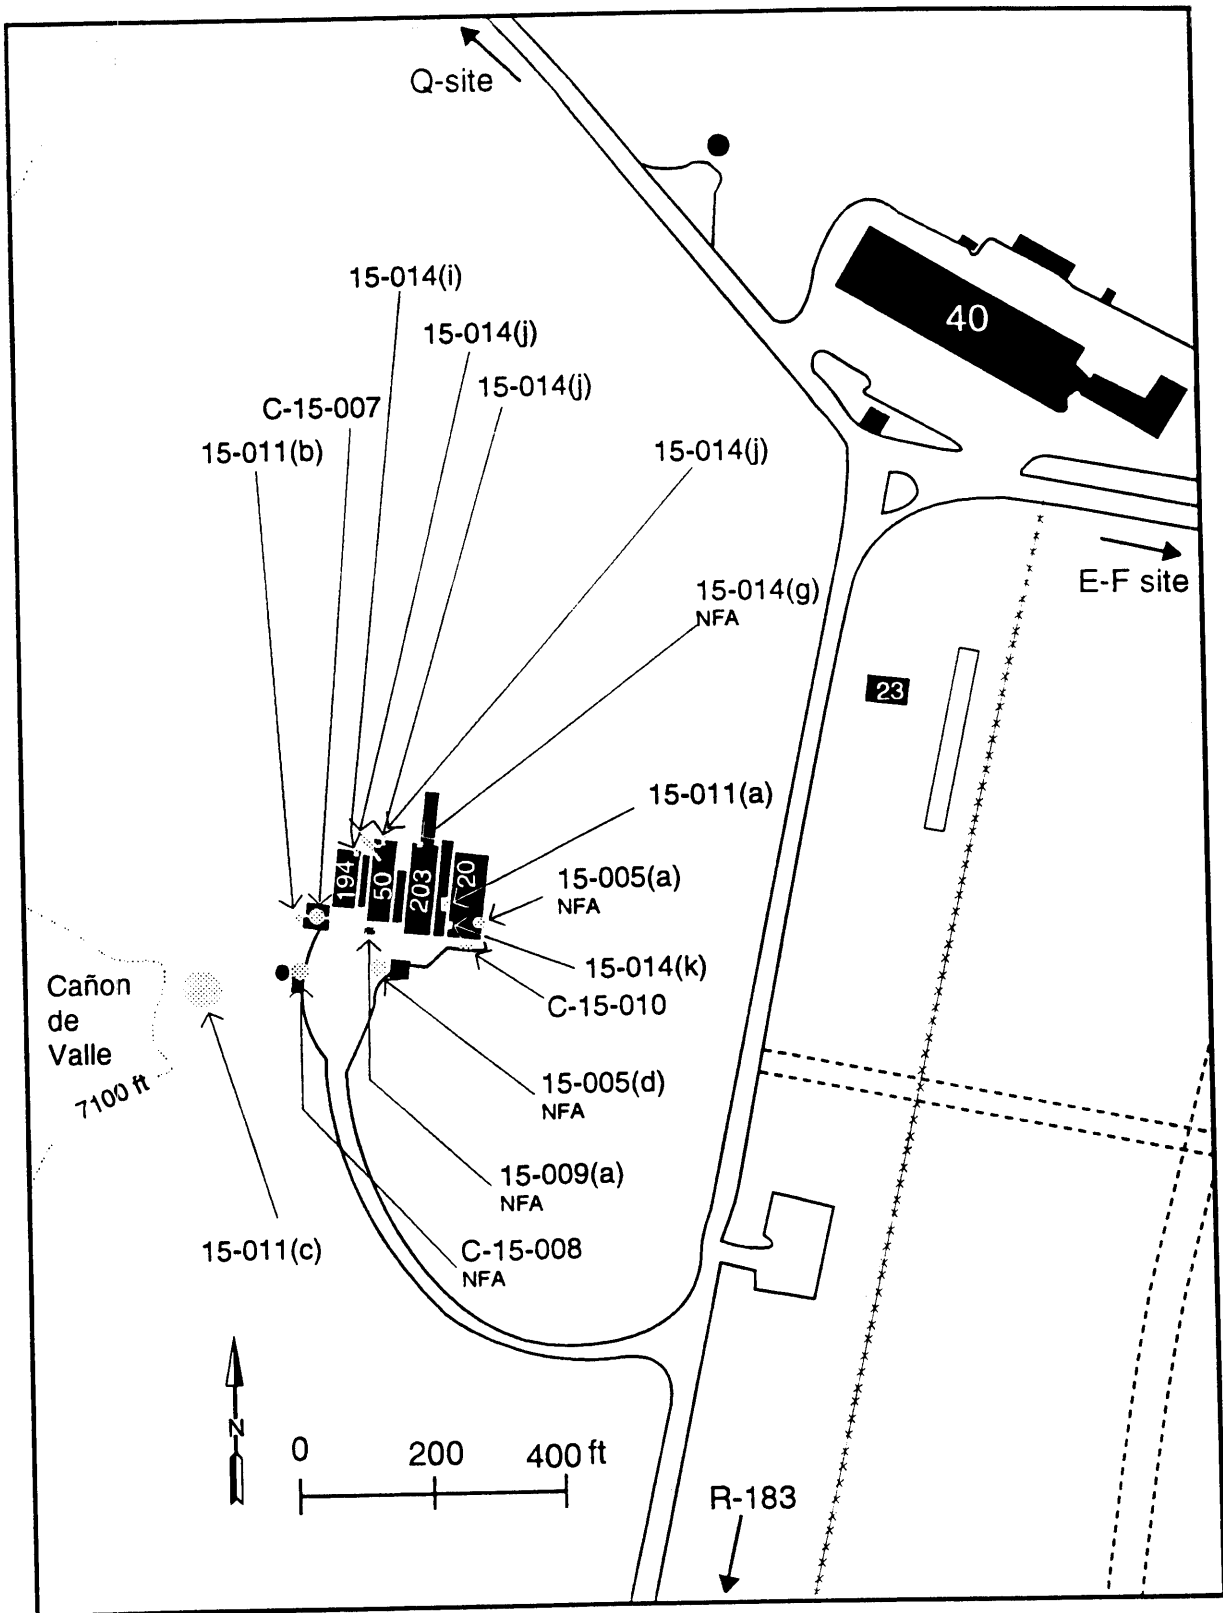 Q-site
40
15-014(i)
15-014(j)
15-014(j)
C-15-007
15-011(b)
15-014(j)
E-F site
15-014(g)
NFA
23
15-011(a)
194
50
203
20
15-005(a)
NFA
15-014(k)
C-15-010
Cañon
de
Valle
7100 ft
15-005(d)
NFA
15-009(a)
NFA
15-011(c)
C-15-008
NFA
N
0 200 400 ft
R-183